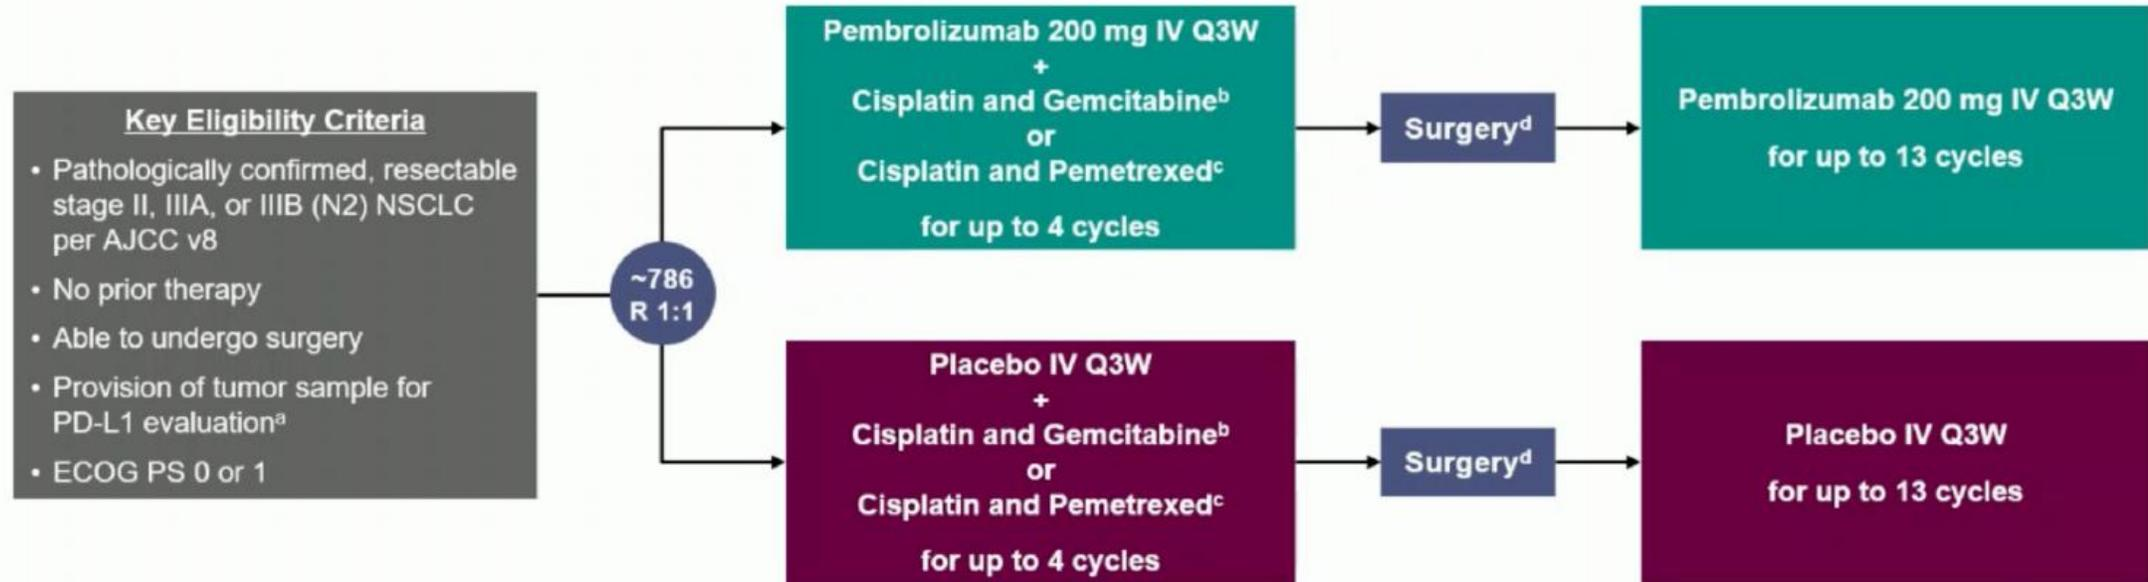 Key Eligibility Criteria
• Pathologically confirmed, resectable
stage II, IIIA, or IIIB (N2) NSCLC
per AJCC v8
• No prior therapy
• Able to undergo surgery
• Provision of tumor sample for
PD-L1 evaluationᵃ
• ECOG PS 0 or 1
~786
R 1:1
Pembrolizumab 200 mg IV Q3W
+
Cisplatin and Gemcitabineᵇ
or
Cisplatin and Pemetrexedᶜ
for up to 4 cycles
Surgeryᵈ
Pembrolizumab 200 mg IV Q3W
for up to 13 cycles
Placebo IV Q3W
+
Cisplatin and Gemcitabineᵇ
or
Cisplatin and Pemetrexedᶜ
for up to 4 cycles
Surgeryᵈ
Placebo IV Q3W
for up to 13 cycles